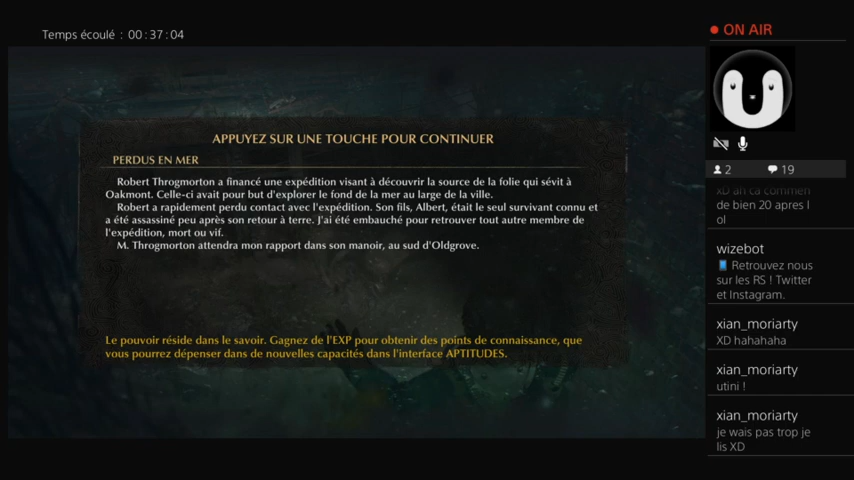 Temps écoulé : 00:37:04
ON AIR
APPUYEZ SUR UNE TOUCHE POUR CONTINUER
PERDUS EN MER
Robert Throgmorton a financé une expédition visant à découvrir la source de la folie qui sévit à
Oakmont. Celle-ci avait pour but d'explorer le fond de la mer au large de la ville.
Robert a rapidement perdu contact avec l'expédition. Son fils, Albert, était le seul survivant connu et
a été assassiné peu après son retour à terre. J'ai été embauché pour retrouver tout autre membre de
l'expédition, mort ou vif.
M. Throgmorton attendra mon rapport dans son manoir, au sud d'Oldgrove.
Le pouvoir réside dans le savoir. Gagnez de l'EXP pour obtenir des points de connaissance, que
vous pourrez dépenser dans de nouvelles capacités dans l'interface APTITUDES.
2
19
XD ah ca commen
de bien 20 apres l
ol
wizebot
Retrouvez nous
sur les RS ! Twitter
et Instagram.
xian_moriarty
XD hahahaha
xian_moriarty
utini !
xian_moriarty
je wais pas trop je
lis XD